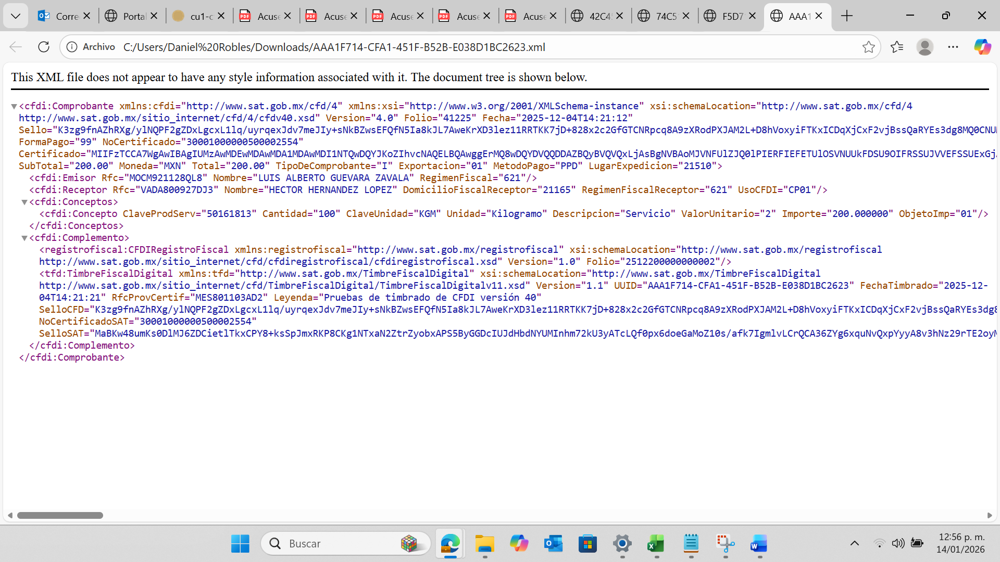 Corre
Portal
cu1-c
Acuse
Acuse
Acuse
Acuse
Acuse
42C4
74C5
F5D7
AAA1
Archivo C:/Users/Daniel%20Robles/Downloads/AAA1F714-CFA1-451F-B52B-E038D1BC2623.xml
This XML file does not appear to have any style information associated with it. The document tree is shown below.
<cfdi:Comprobante xmlns:cfdi="http://www.sat.gob.mx/cfd/4" xmlns:xsi="http://www.w3.org/2001/XMLSchema-instance" xsi:schemaLocation="http://www.sat.gob.mx/cfd/4
http://www.sat.gob.mx/sitio_internet/cfd/4/cfdv40.xsd" Version="4.0" Folio="41225" Fecha="2025-12-04T14:21:12"
Sello="K3zg9fnAZhRXg/ylNQPF2gZDxLgcxL1lq/uyrqexJdv7meJIy+sNkBZwsEFQfN5Ia8kJL7AweKrXD3lez11RRTKK7jD+828x2c2GfGTCNRpcq8A9zXRodPXJAM2L+D8hVoxyiFTKxICDqXjCxF2vjBssQaRYEs3dg8MQ0CNU
FormaPago="99" NoCertificado="30001000000500002554"
Certificado="MIIFzTCCA7WgAwIBAgIUMzAwMDEwMDAwMDA1MDAwMDI1NTQwDQYJKoZIhvcNAQELBQAwggErMQ8wDQYDVQQDDAZBQyBVQVQxLjAsBgNVBAoMJVNFUlZJQ0lPIERFIEFETUlOSVNUUkFDSU9OIFRSSUJVVEFSSUExGj
SubTotal="200.00" Moneda="MXN" Total="200.00" TipoDeComprobante="I" Exportacion="01" MetodoPago="PPD" LugarExpedicion="21510">
<cfdi:Emisor Rfc="MOCM921128QL8" Nombre="LUIS ALBERTO GUEVARA ZAVALA" RegimenFiscal="621"/>
<cfdi:Receptor Rfc="VADA800927DJ3" Nombre="HECTOR HERNANDEZ LOPEZ" DomicilioFiscalReceptor="21165" RegimenFiscalReceptor="621" UsoCFDI="CP01"/>
<cfdi:Conceptos>
<cfdi:Concepto ClaveProdServ="50161813" Cantidad="100" ClaveUnidad="KGM" Unidad="Kilogramo" Descripcion="Servicio" ValorUnitario="2" Importe="200.000000" ObjetoImp="01"/>
</cfdi:Conceptos>
<cfdi:Complemento>
<registrofiscal:CFDIRegistroFiscal xmlns:registrofiscal="http://www.sat.gob.mx/registrofiscal" xsi:schemaLocation="http://www.sat.gob.mx/registrofiscal
http://www.sat.gob.mx/sitio_internet/cfd/cfdiregistrofiscal/cfdiregistrofiscal.xsd" Version="1.0" Folio="2512200000000002"/>
<tfd:TimbreFiscalDigital xmlns:tfd="http://www.sat.gob.mx/TimbreFiscalDigital" xsi:schemaLocation="http://www.sat.gob.mx/TimbreFiscalDigital
http://www.sat.gob.mx/sitio_internet/cfd/TimbreFiscalDigital/TimbreFiscalDigitalv11.xsd" Version="1.1" UUID="AAA1F714-CFA1-451F-B52B-E038D1BC2623" FechaTimbrado="2025-12-
04T14:21:21" RfcProvCertif="MES801103AD2" Leyenda="Pruebas de timbrado de CFDI versión 40"
SelloCFD="K3zg9fnAZhRXg/ylNQPF2gZDxLgcxL1lq/uyrqexJdv7meJIy+sNkBZwsEFQfN5Ia8kJL7AweKrXD3lez11RRTKK7jD+828x2c2GfGTCNRpcq8A9zXRodPXJAM2L+D8hVoxyiFTKxICDqXjCxF2vjBssQaRYEs3dg8
NoCertificadoSAT="30001000000500002554"
SelloSAT="MaBKw48umKs0DlMJ6ZDCietlTkxCPY8+ksSpJmxRKP8CKg1NTxaN2ZtrZyobxAPS5ByGGDcIUJdHbdNYUMInhm72kU3yATcLQf0px6doeGaMoZ10s/afk7IgmlvLCrQCA36ZYg6xquNvQxpYyyA8v3hNz29rTE2oy
</cfdi:Complemento>
</cfdi:Comprobante>
Buscar
12:56 p. m.
14/01/2026